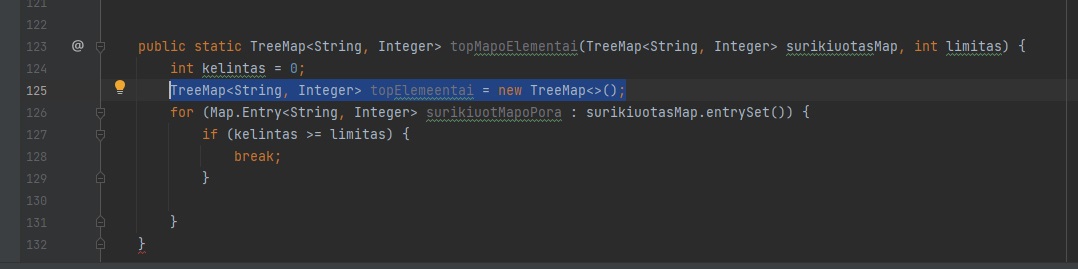 121
122
123 @ public static TreeMap<String, Integer> topMapoElementai(TreeMap<String, Integer> surikiuotasMap, int limitas) {
124 int kelintas = 0;
125 TreeMap<String, Integer> topElemeentai = new TreeMap<>();
126 for (Map.Entry<String, Integer> surikiuotMapoPora : surikiuotasMap.entrySet()) {
127 if (kelintas >= limitas) {
128 break;
129 }
130
131 }
132 }